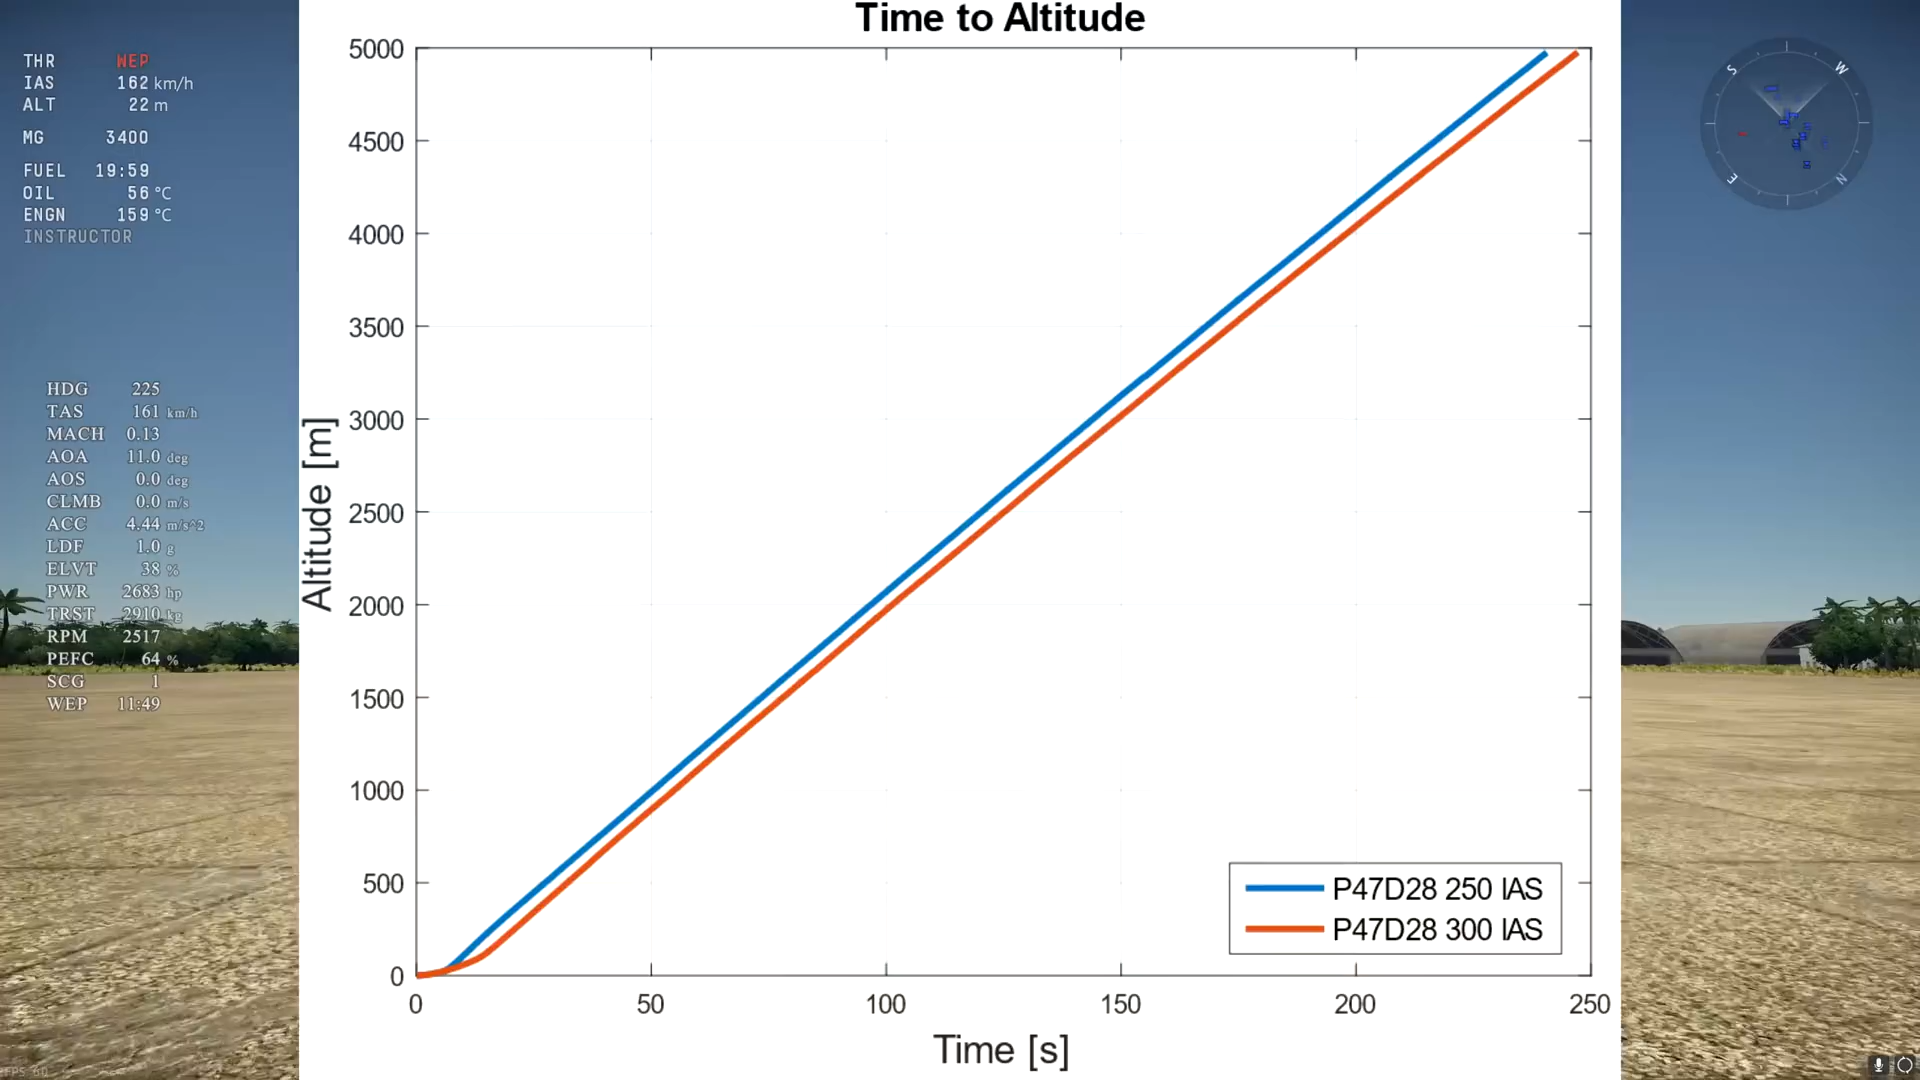 Time to Altitude
THR WEP
IAS 162 km/h
ALT 22 m
MG 3400
FUEL 19:59
OIL 56 °C
ENGN 159 °C
INSTRUCTOR
HDG 225
TAS 161 km/h
MACH 0.13
AOA 11.0 deg
AOS 0.0 deg
CLMB 0.0 m/s
ACC 4.44 m/s^2
LDF 1.0 g
ELVT 38 %
PWR 2683 hp
TRST 2910 kg
RPM 2517
PEFC 64 %
SCG 1
WEP 11:49
FPS 60
Altitude [m]
5000
4500
4000
3500
3000
2500
2000
1500
1000
500
0
0 50 100 150 200 250
Time [s]
P47D28 250 IAS
P47D28 300 IAS
S W
E N